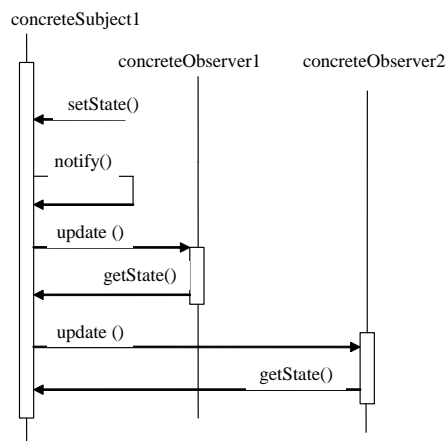 concreteSubject1
concreteObserver1
concreteObserver2
setState()
notify()
update ()
getState()
update ()
getState()